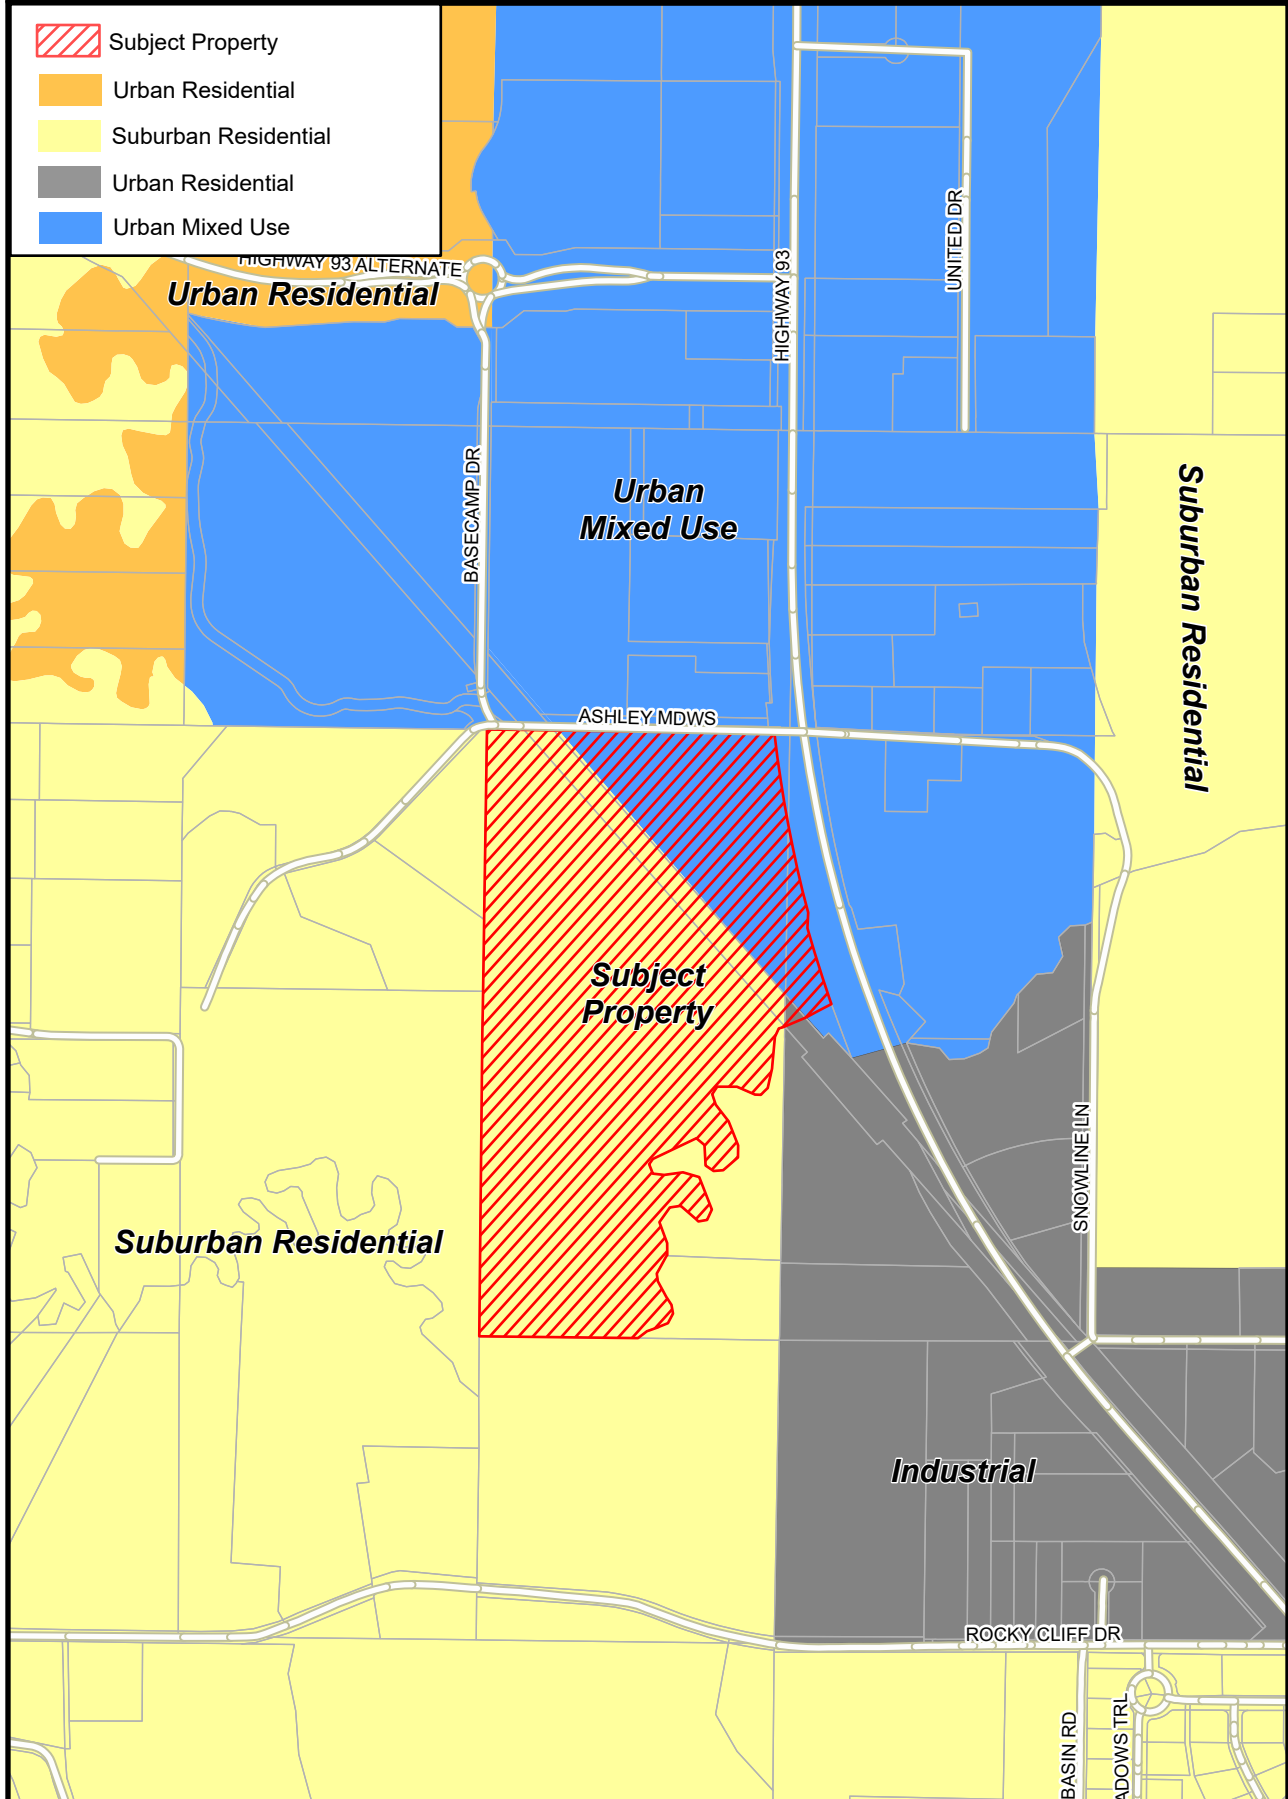 Subject Property
Urban Residential
Suburban Residential
Urban Residential
Urban Mixed Use
HIGHWAY 93 ALTERNATE
Urban Residential
HIGHWAY 93
UNITED DR
BASECAMP DR
Urban
Mixed Use
Suburban Residential
ASHLEY MDWS
Subject
Property
SNOWLINE LN
Suburban Residential
Industrial
ROCKY CLIFF DR
BASIN RD
ADOWS TRL